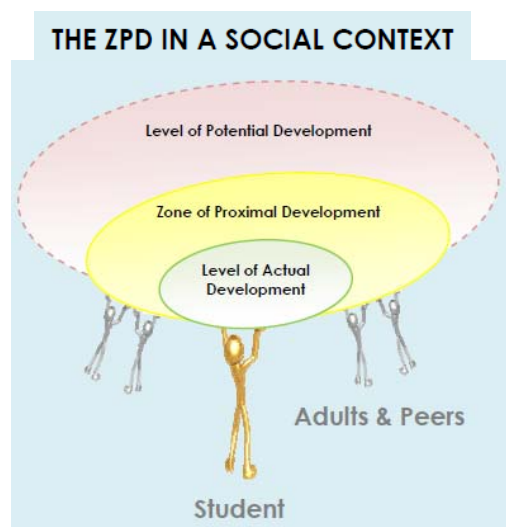 THE ZPD IN A SOCIAL CONTEXT
Level of Potential Development
Zone of Proximal Development
Level of Actual
Development
Adults & Peers
Student